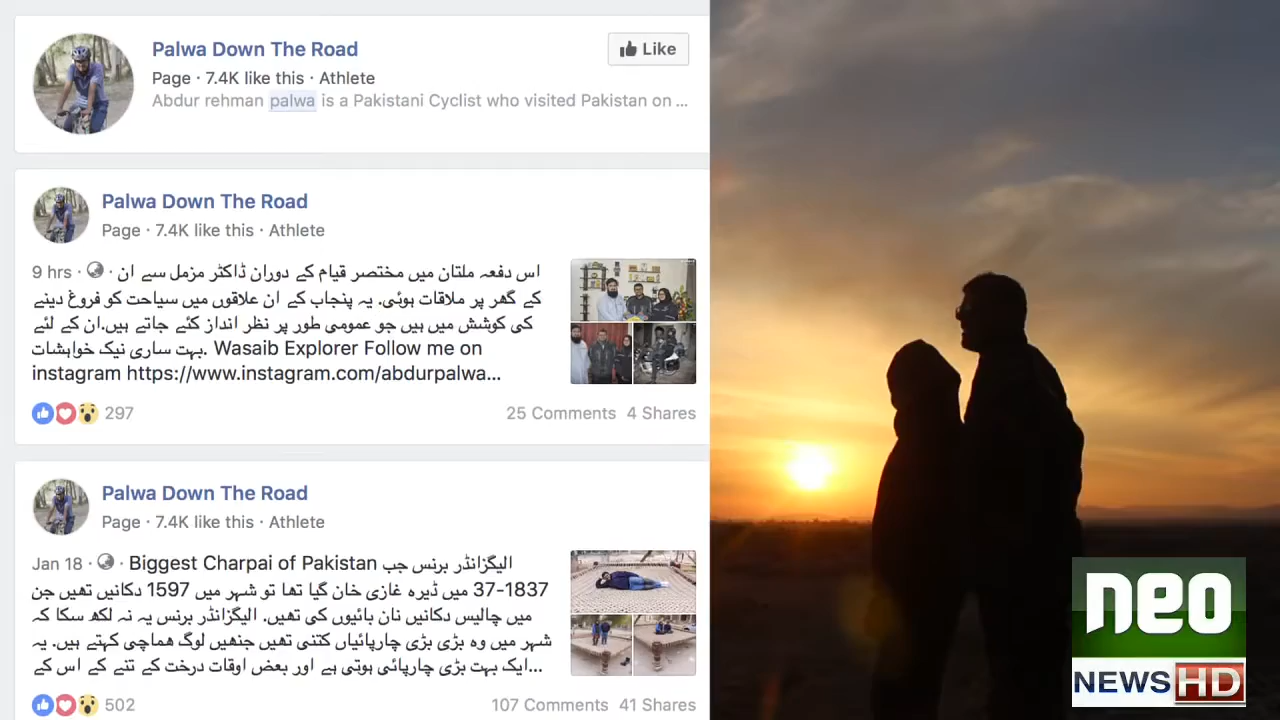 Palwa Down The Road
Like
Page · 7.4K like this · Athlete
Abdur rehman palwa is a Pakistani Cyclist who visited Pakistan on ...
Palwa Down The Road
Page · 7.4K like this · Athlete
9 hrs · اس دفعہ ملتان میں مختصر قیام کے دوران ڈاکٹر مزمل سے ان
کے گھر پر ملاقات ہوئی. یہ پنجاب کے ان علاقوں میں سیاحت کو فروغ دینے
کی کوشش میں ہیں جو عمومی طور پر نظر انداز کئے جاتے ہیں.ان کے لئے
بہت ساری نیک خواہشات. Wasaib Explorer Follow me on
instagram https://www.instagram.com/abdurpalwa...
297
25 Comments 4 Shares
Palwa Down The Road
Page · 7.4K like this · Athlete
Jan 18 · Biggest Charpai of Pakistan الیگزانڈر برنس جب
37-1837 میں ڈیرہ غازی خان گیا تھا تو شہر میں 1597 دکانیں تھیں جن
میں چالیس دکانیں نان بائیوں کی تھیں. الیگزانڈر برنس یہ نہ لکھ سکا کہ
شہر میں وہ بڑی بڑی چارپائیاں کتنی تھیں جنھیں لوگ ھماچی کہتے ہیں. یہ
ایک بہت بڑی چارپائی ہوتی ہے اور بعض اوقات درخت کے تنے کے اس کے...
502
107 Comments 41 Shares
neo
NEWS HD